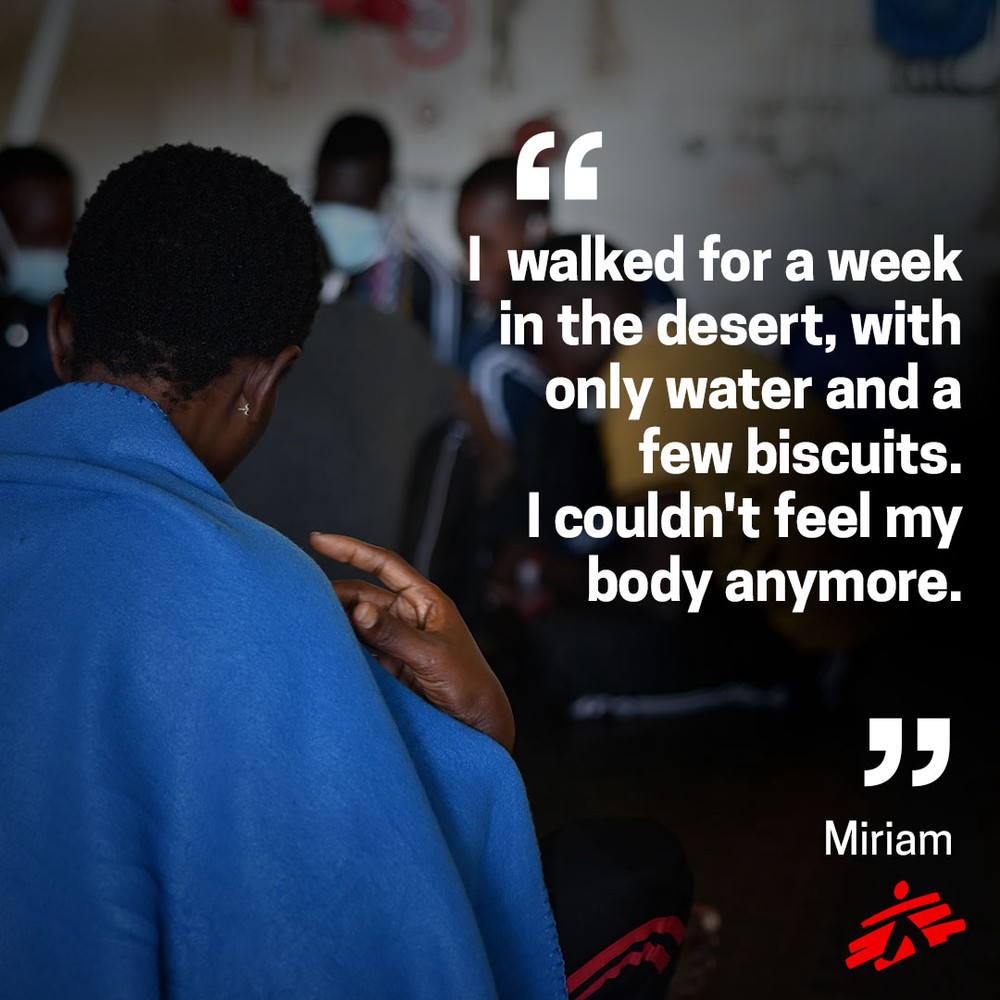 “
I walked for a week
in the desert, with
only water and a
few biscuits.
I couldn't feel my
body anymore.
”
Miriam